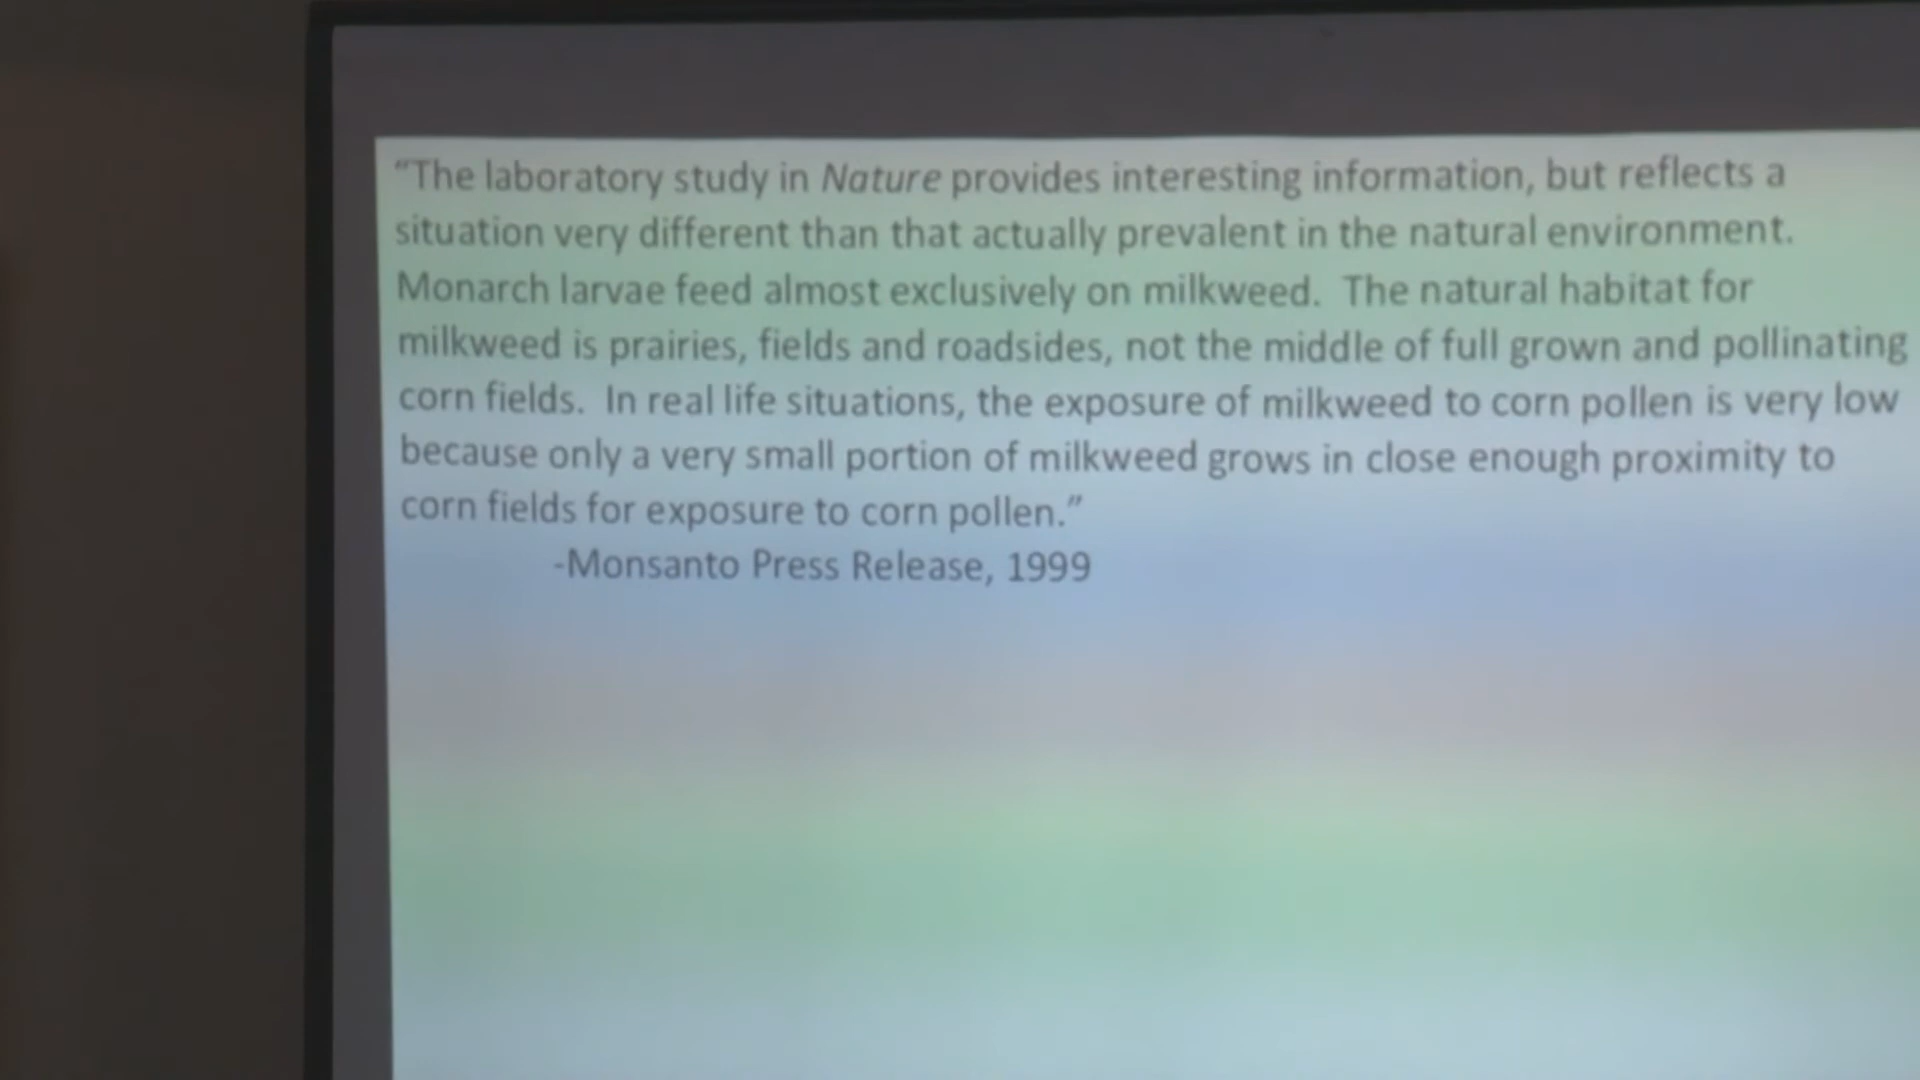 “The laboratory study in Nature provides interesting information, but reflects a
situation very different than that actually prevalent in the natural environment.
Monarch larvae feed almost exclusively on milkweed.  The natural habitat for
milkweed is prairies, fields and roadsides, not the middle of full grown and pollinating
corn fields.  In real life situations, the exposure of milkweed to corn pollen is very low
because only a very small portion of milkweed grows in close enough proximity to
corn fields for exposure to corn pollen.”
-Monsanto Press Release, 1999